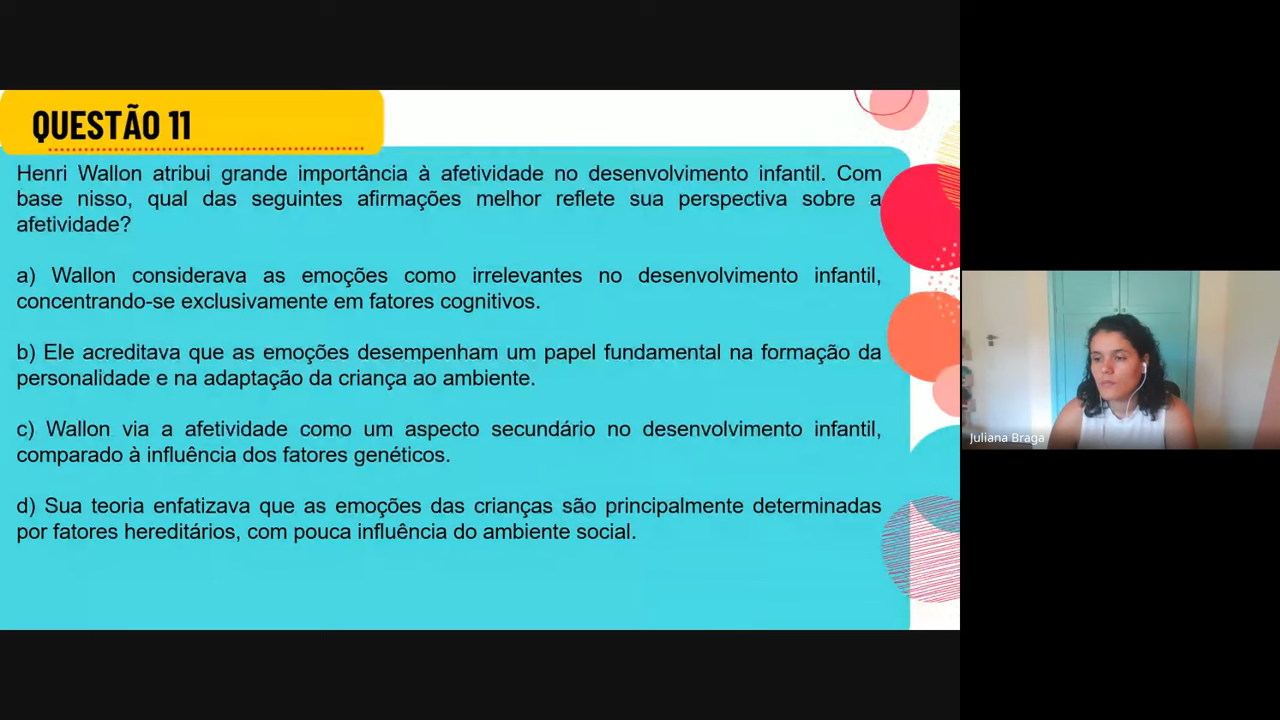 QUESTÃO 11
Henri Wallon atribui grande importância à afetividade no desenvolvimento infantil. Com
base nisso, qual das seguintes afirmações melhor reflete sua perspectiva sobre a
afetividade?
a) Wallon considerava as emoções como irrelevantes no desenvolvimento infantil,
concentrando-se exclusivamente em fatores cognitivos.
b) Ele acreditava que as emoções desempenham um papel fundamental na formação da
personalidade e na adaptação da criança ao ambiente.
c) Wallon via a afetividade como um aspecto secundário no desenvolvimento infantil,
comparado à influência dos fatores genéticos.
d) Sua teoria enfatizava que as emoções das crianças são principalmente determinadas
por fatores hereditários, com pouca influência do ambiente social.
Juliana Braga